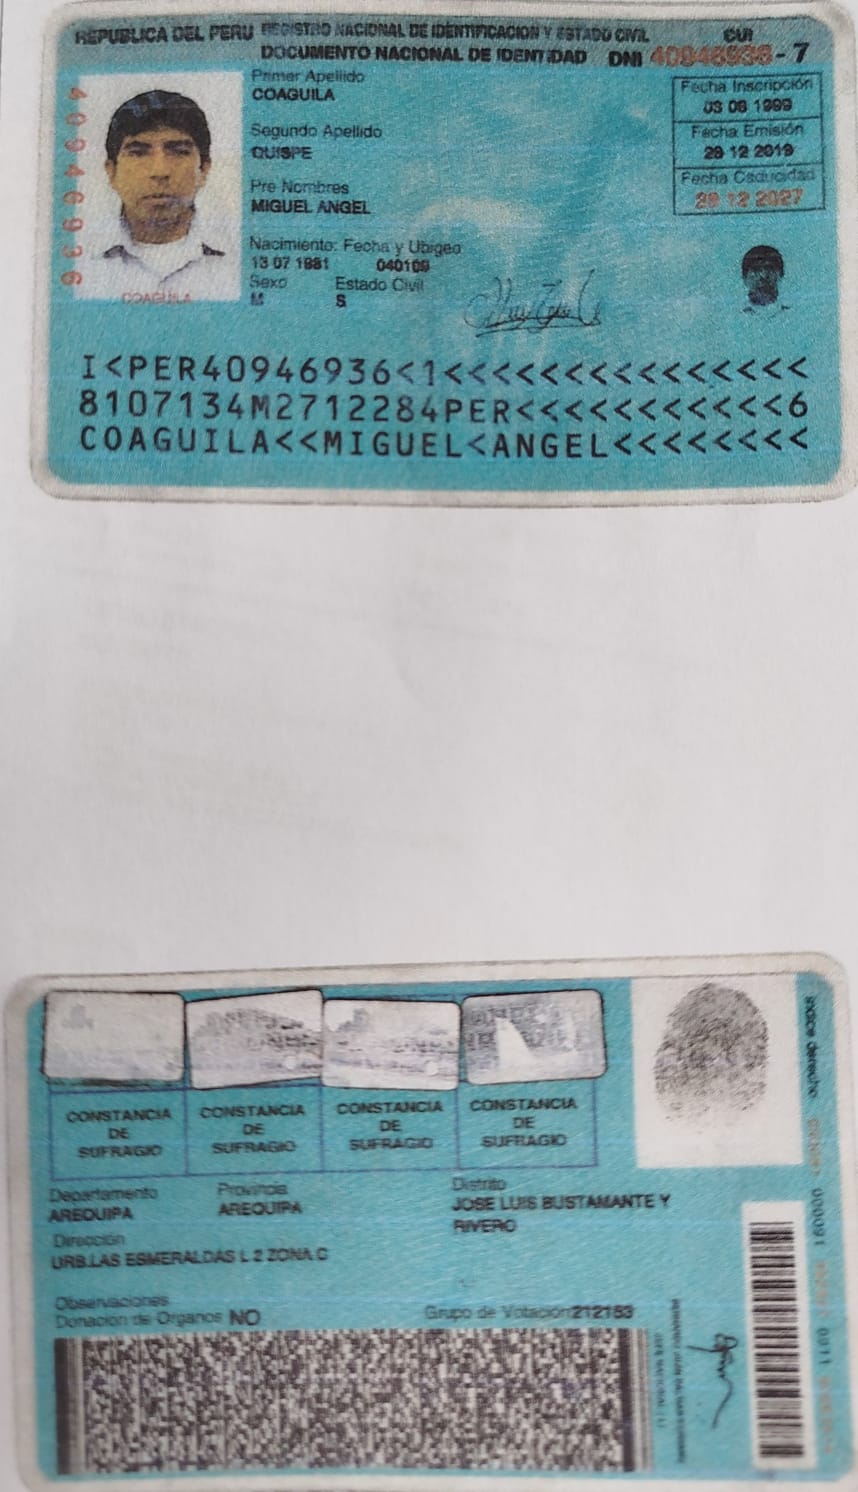 REPUBLICA DEL PERU REGISTRO NACIONAL DE IDENTIFICACION Y ESTADO CIVIL CUI
DOCUMENTO NACIONAL DE IDENTIDAD DNI 40946936 - 7
Primer Apellido
COAGUILA
Segundo Apellido
QUISPE
Pre Nombres
MIGUEL ANGEL
Nacimiento: Fecha y Ubigeo
13 07 1981 040109
Sexo Estado Civil
M S
Fecha Inscripción
03 08 1999
Fecha Emisión
28 12 2019
Fecha Caducidad
28 12 2027
40946936
COAGUILA
I<PER40946936<1<<<<<<<<<<<<<<<
8107134M2712284PER<<<<<<<<<<<6
COAGUILA<<MIGUEL<ANGEL<<<<<<<<
CONSTANCIA DE SUFRAGIO
CONSTANCIA DE SUFRAGIO
CONSTANCIA DE SUFRAGIO
CONSTANCIA DE SUFRAGIO
índice derecho
Departamento Provincia Distrito
AREQUIPA AREQUIPA JOSE LUIS BUSTAMANTE Y
RIVERO
Dirección
URB.LAS ESMERALDAS L 2 ZONA C
Observaciones
Donación de Organos NO Grupo de Votación 212153